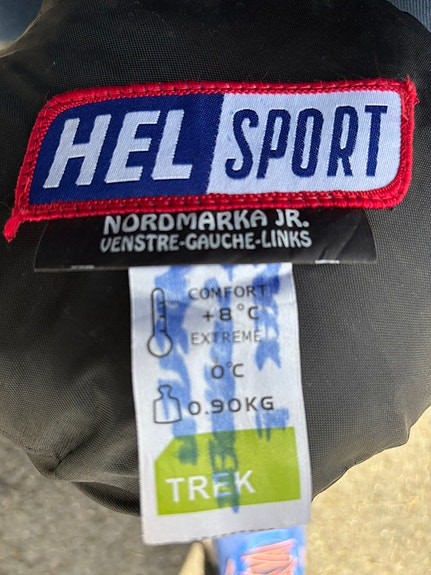 HEL SPORT
NORDMARKA JR.
VENSTRE-GAUCHE-LINKS
COMFORT
+8°C
EXTREME
0°C
0.90KG
TREK